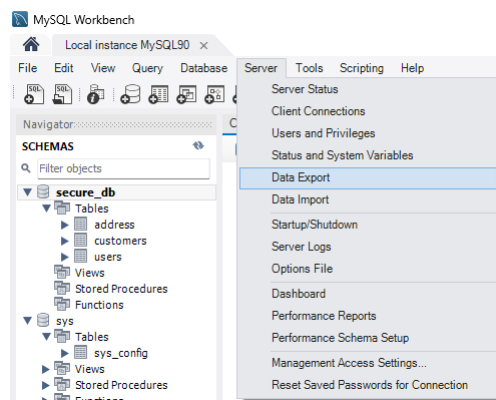 MySQL Workbench
Local instance MySQL90 ×
File Edit View Query Database Server Tools Scripting Help
SQL SQL
Navigator
SCHEMAS
Filter objects
secure_db
Tables
address
customers
users
Views
Stored Procedures
Functions
sys
Tables
sys_config
Views
Stored Procedures
Functions
Server Status
Client Connections
Users and Privileges
Status and System Variables
Data Export
Data Import
Startup/Shutdown
Server Logs
Options File
Dashboard
Performance Reports
Performance Schema Setup
Management Access Settings...
Reset Saved Passwords for Connection